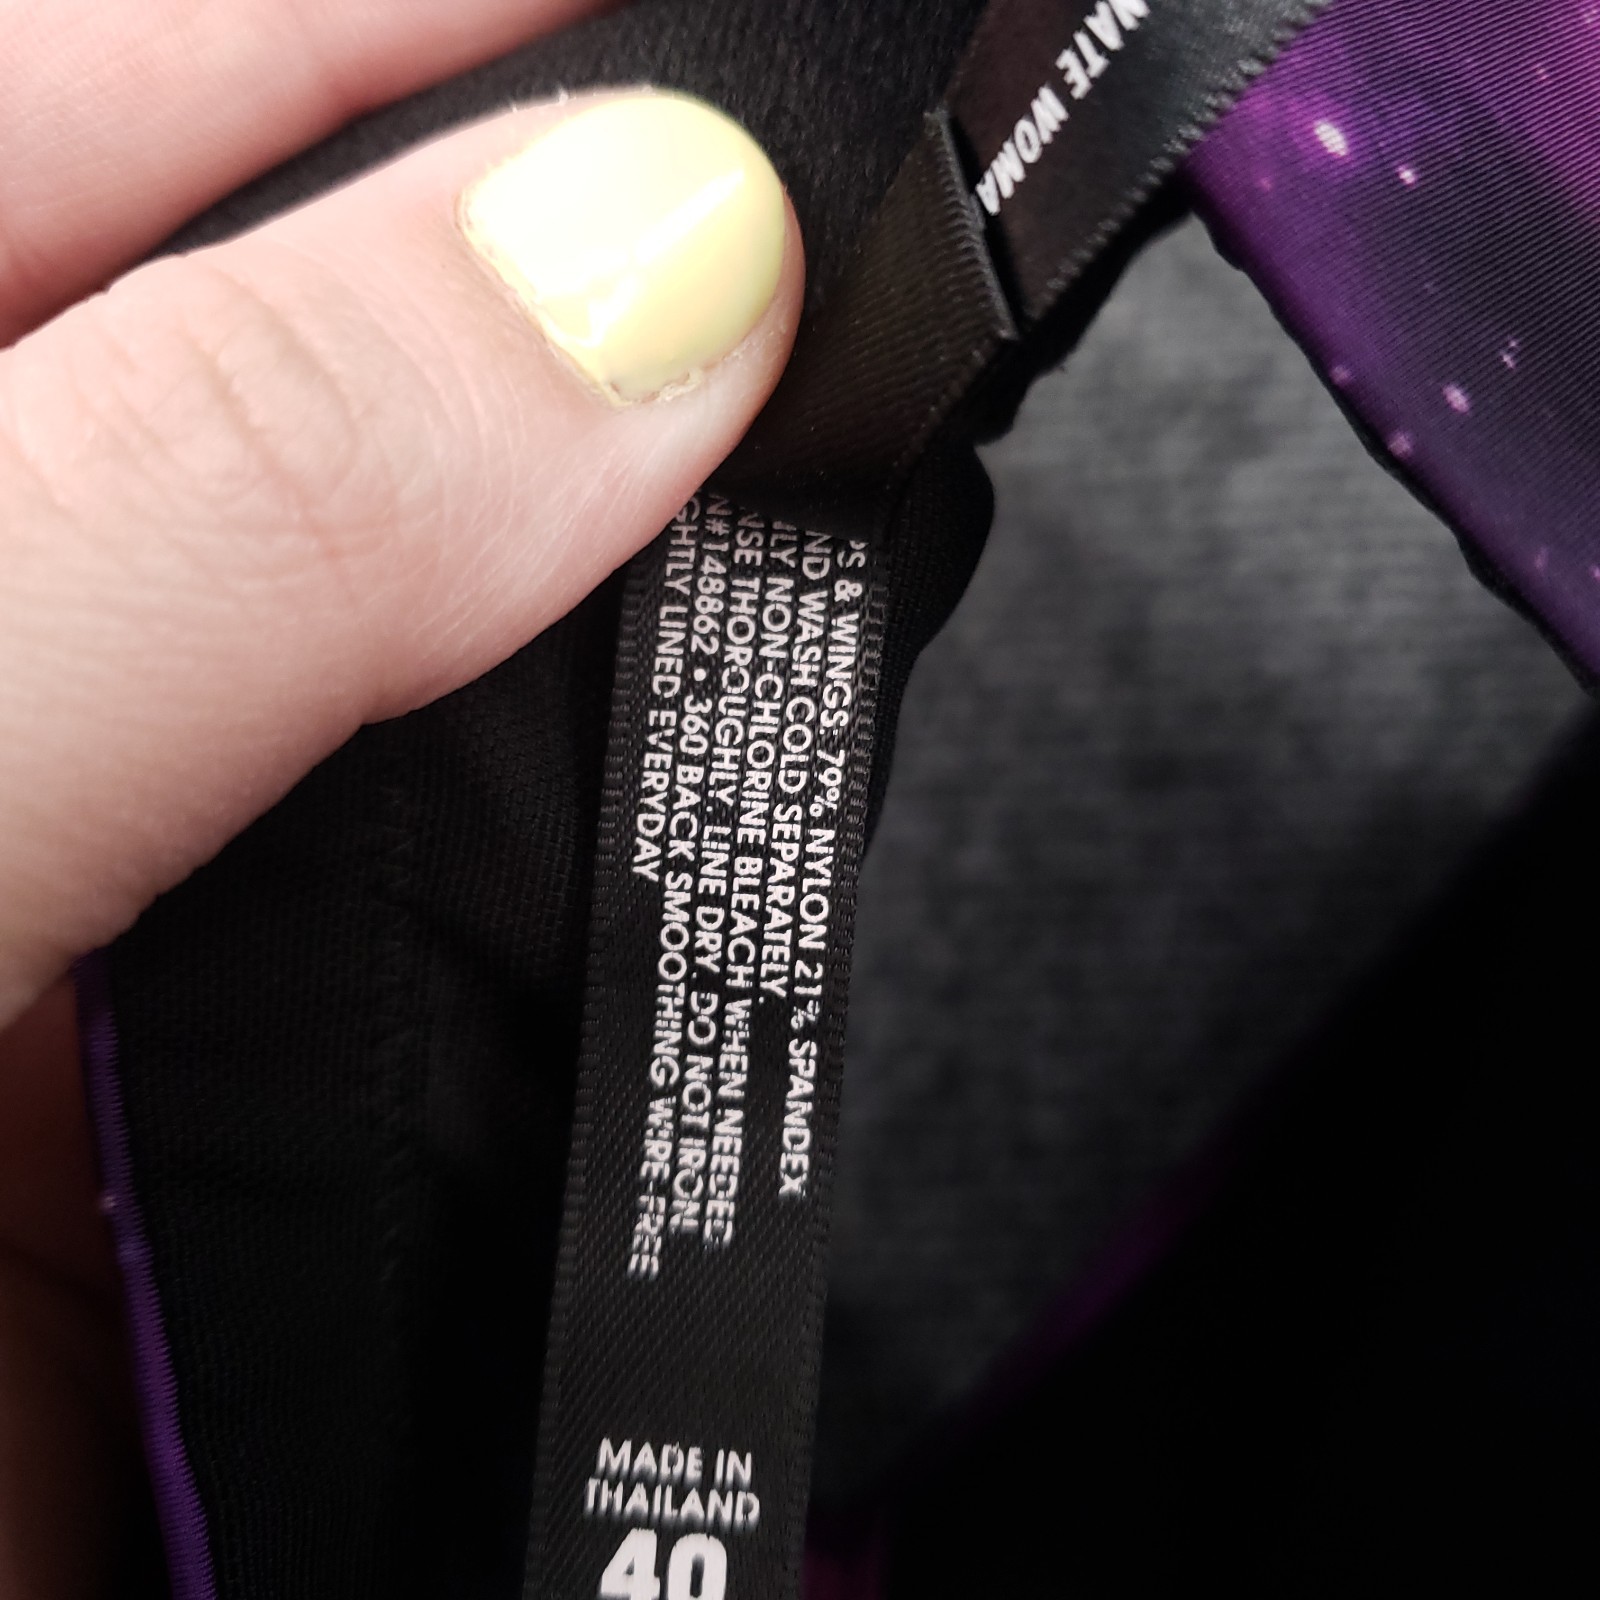 NATE WOMA
PS & WINGS: 79% NYLON 21% SPANDEX
ND WASH COLD SEPARATELY.
NLY NON-CHLORINE BLEACH WHEN NEEDED
NSE THOROUGHLY. LINE DRY. DO NOT IRON.
N#148862 • 360 BACK SMOOTHING WIRE-FREE
GHTLY LINED EVERYDAY
MADE IN
THAILAND
40